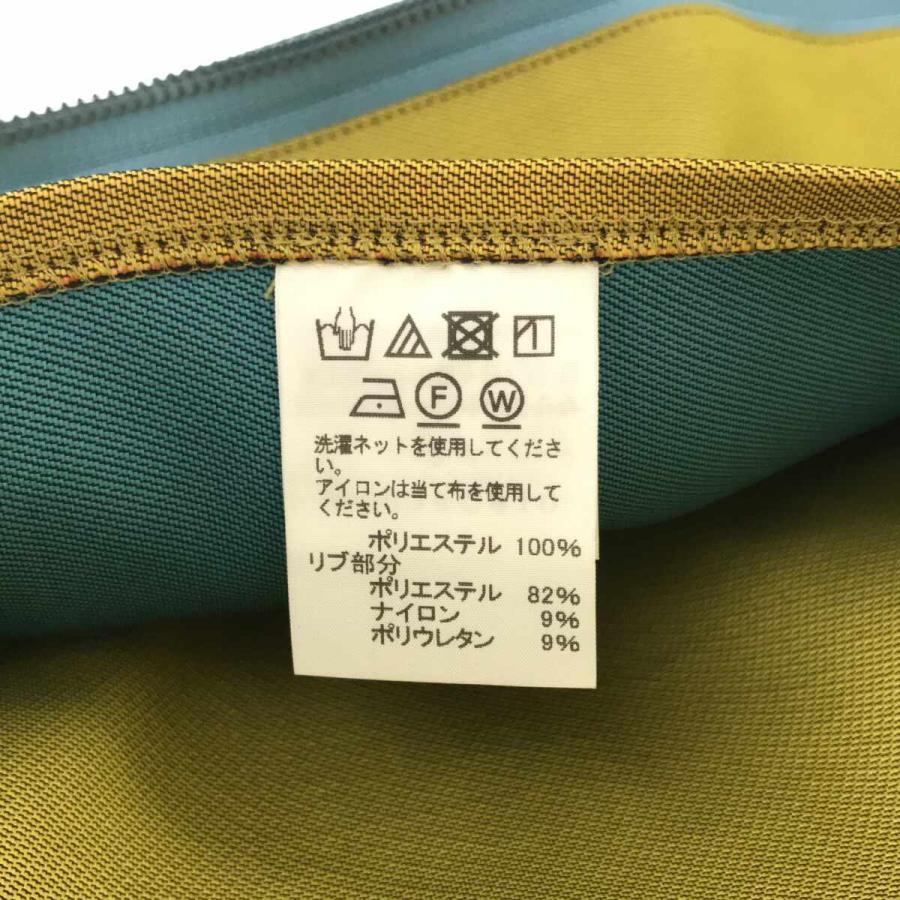 F W
洗濯ネットを使用してくださ
い。
アイロンは当て布を使用して
ください。
ポリエステル 100%
リブ部分
ポリエステル 82%
ナイロン 9%
ポリウレタン 9%